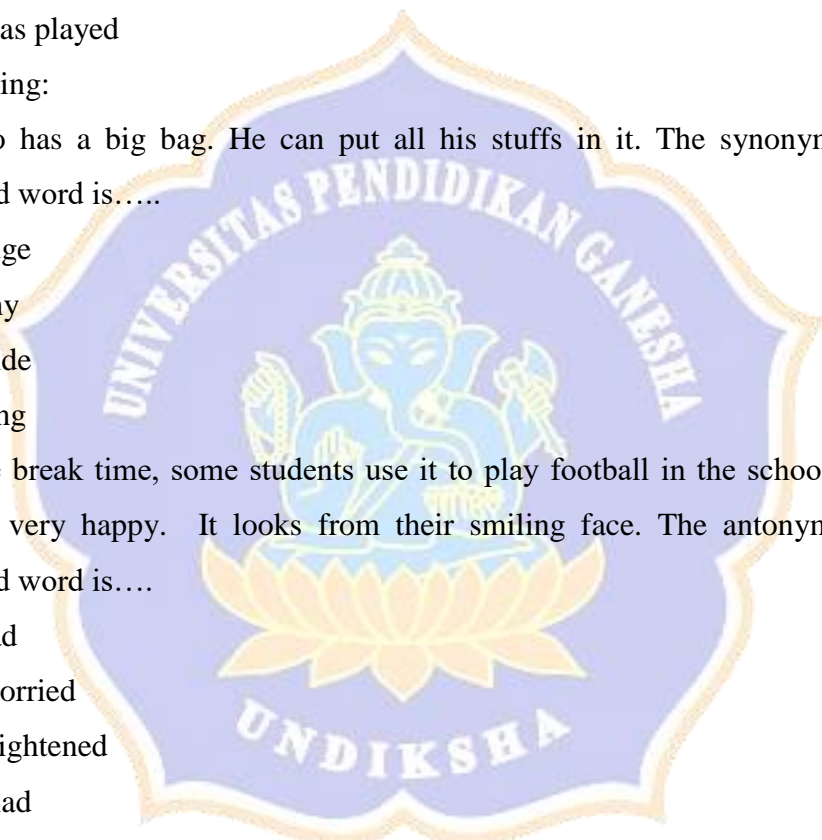 as played
ing:
o has a big bag. He can put all his stuffs in it. The synonym
d word is…..
ge
ny
de
ng
e break time, some students use it to play football in the school
very happy. It looks from their smiling face. The antonym
d word is….
ad
orried
ightened
ad
UNIVERSITAS PENDIDIKAN GANESHA
UNDIKSHA